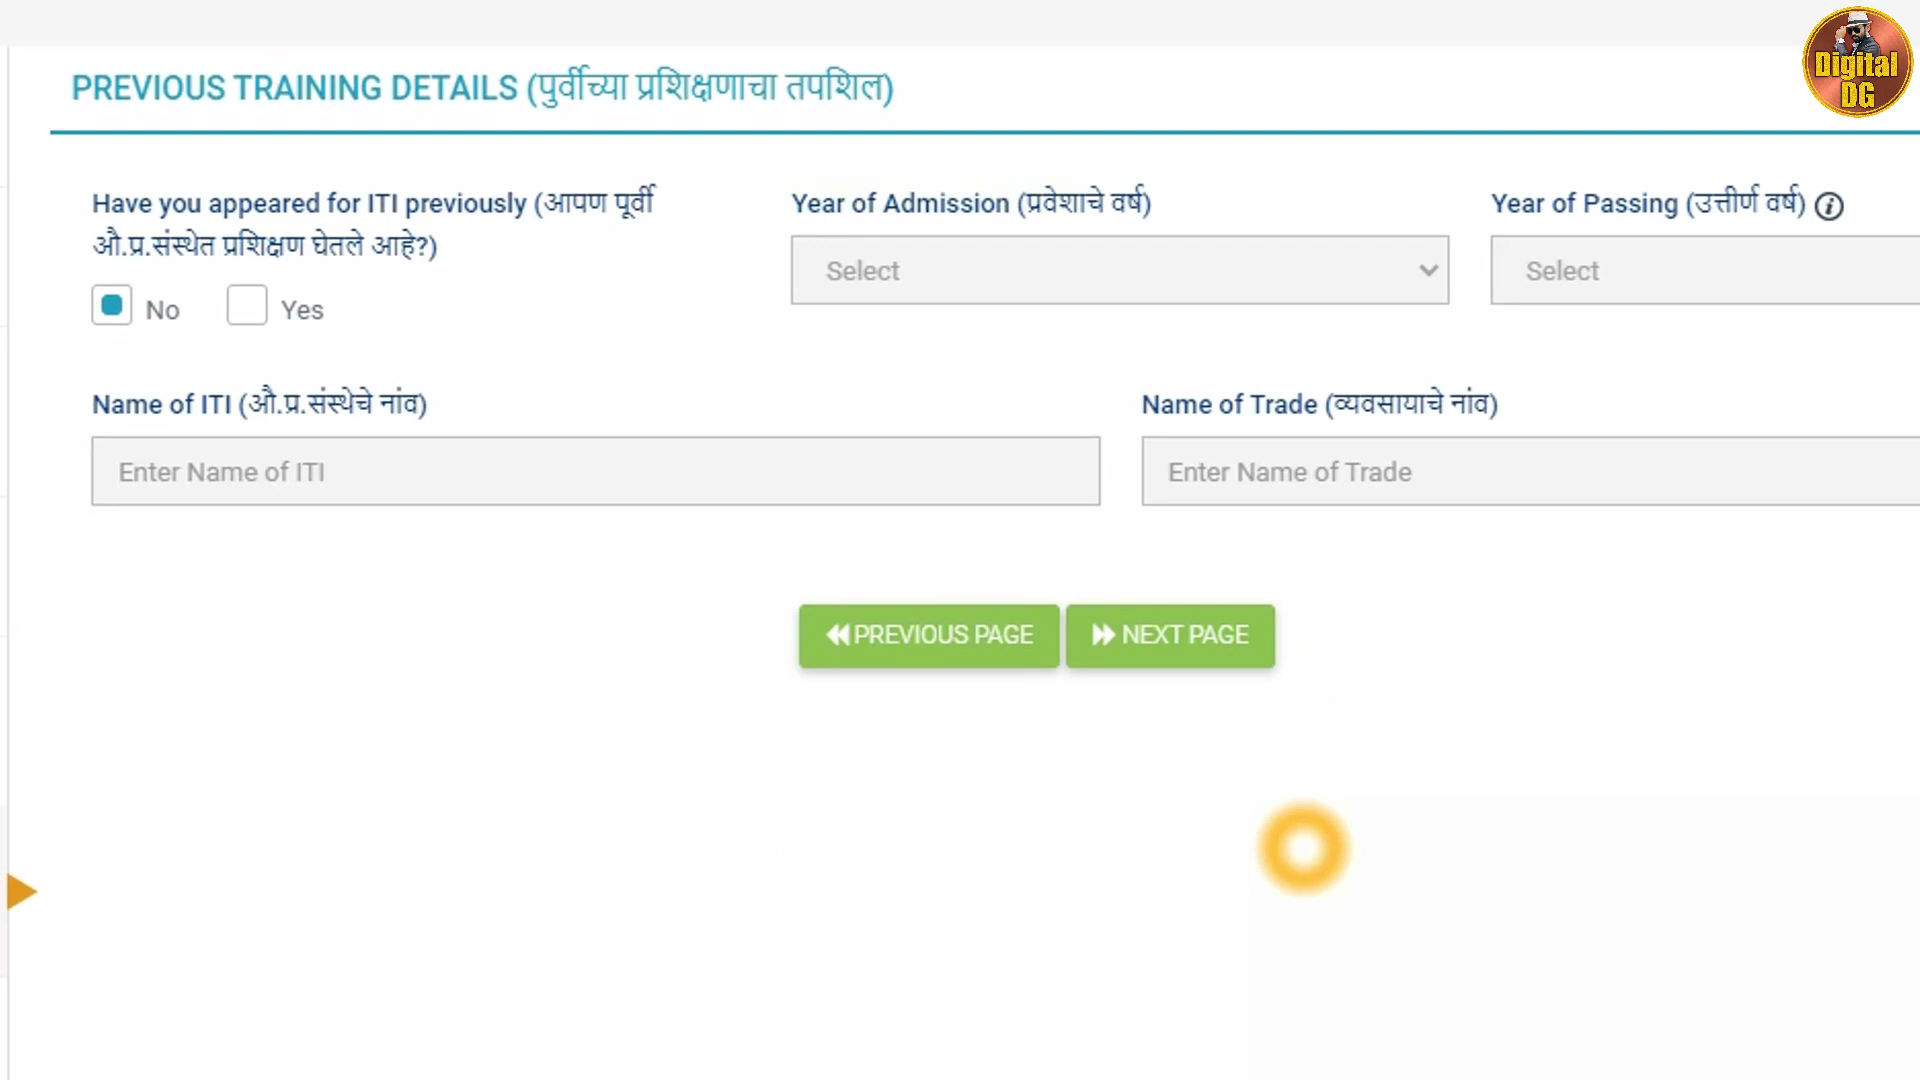 Digital
DG
PREVIOUS TRAINING DETAILS (पुर्वीच्या प्रशिक्षणाचा तपशिल)
Have you appeared for ITI previously (आपण पूर्वी
औ.प्र.संस्थेत प्रशिक्षण घेतले आहे?)
No Yes
Year of Admission (प्रवेशाचे वर्ष)
Select
Year of Passing (उत्तीर्ण वर्ष)
Select
Name of ITI (औ.प्र.संस्थेचे नांव)
Enter Name of ITI
Name of Trade (व्यवसायाचे नांव)
Enter Name of Trade
PREVIOUS PAGE NEXT PAGE